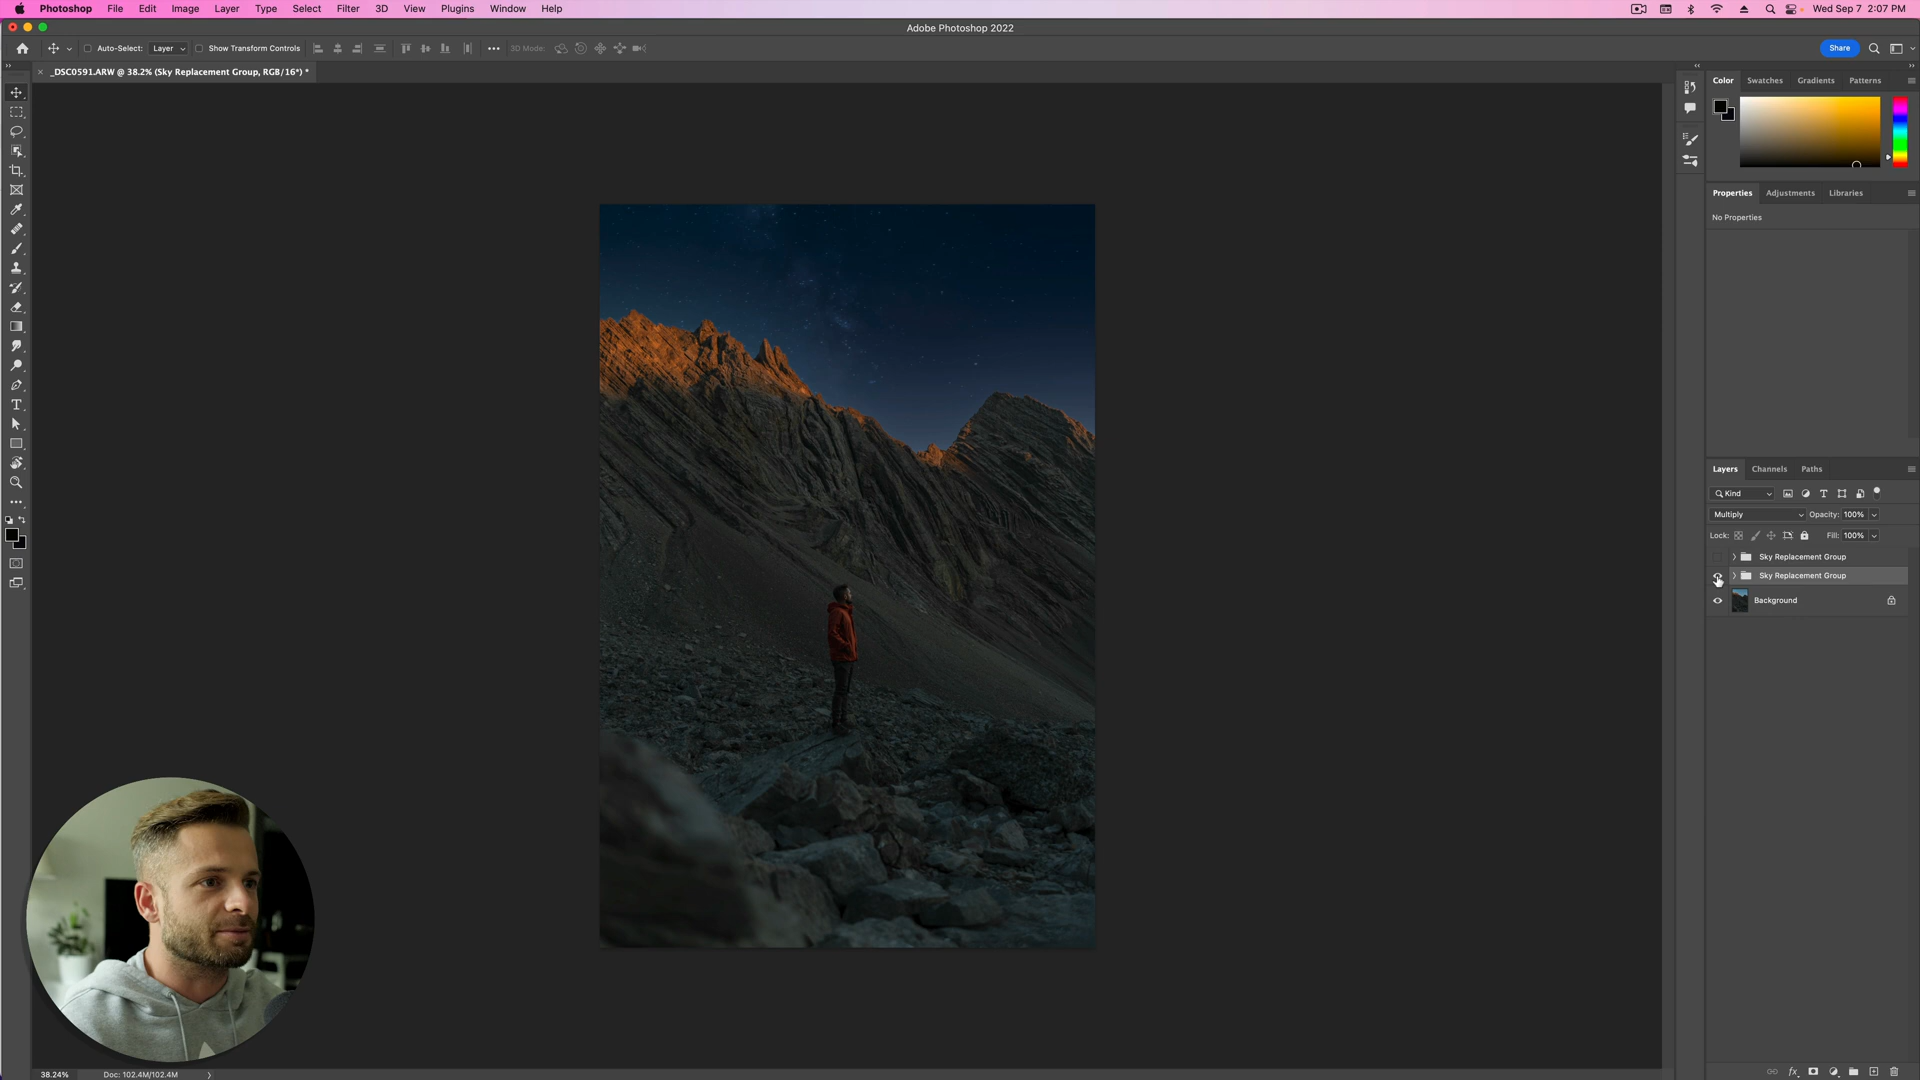 Photoshop File Edit Image Layer Type Select Filter 3D View Plugins Window Help Wed Sep 7 2:07 PM
Adobe Photoshop 2022
Auto-Select: Layer Show Transform Controls 3D Mode: Share
_DSC0591.ARW @ 38.2% (Sky Replacement Group, RGB/16*) *
Color Swatches Gradients Patterns
Properties Adjustments Libraries
No Properties
Layers Channels Paths
Kind
Multiply Opacity: 100%
Lock: Fill: 100%
Sky Replacement Group
Sky Replacement Group
Background
fx
38.24% Doc: 102.4M/102.4M